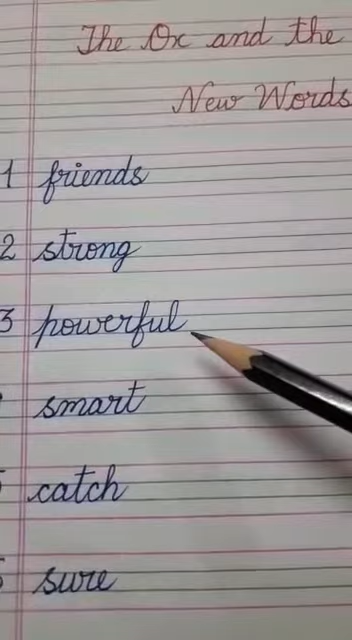 The Ox and the
New Words
1 friends
2 strong
3 powerful
smart
catch
sure